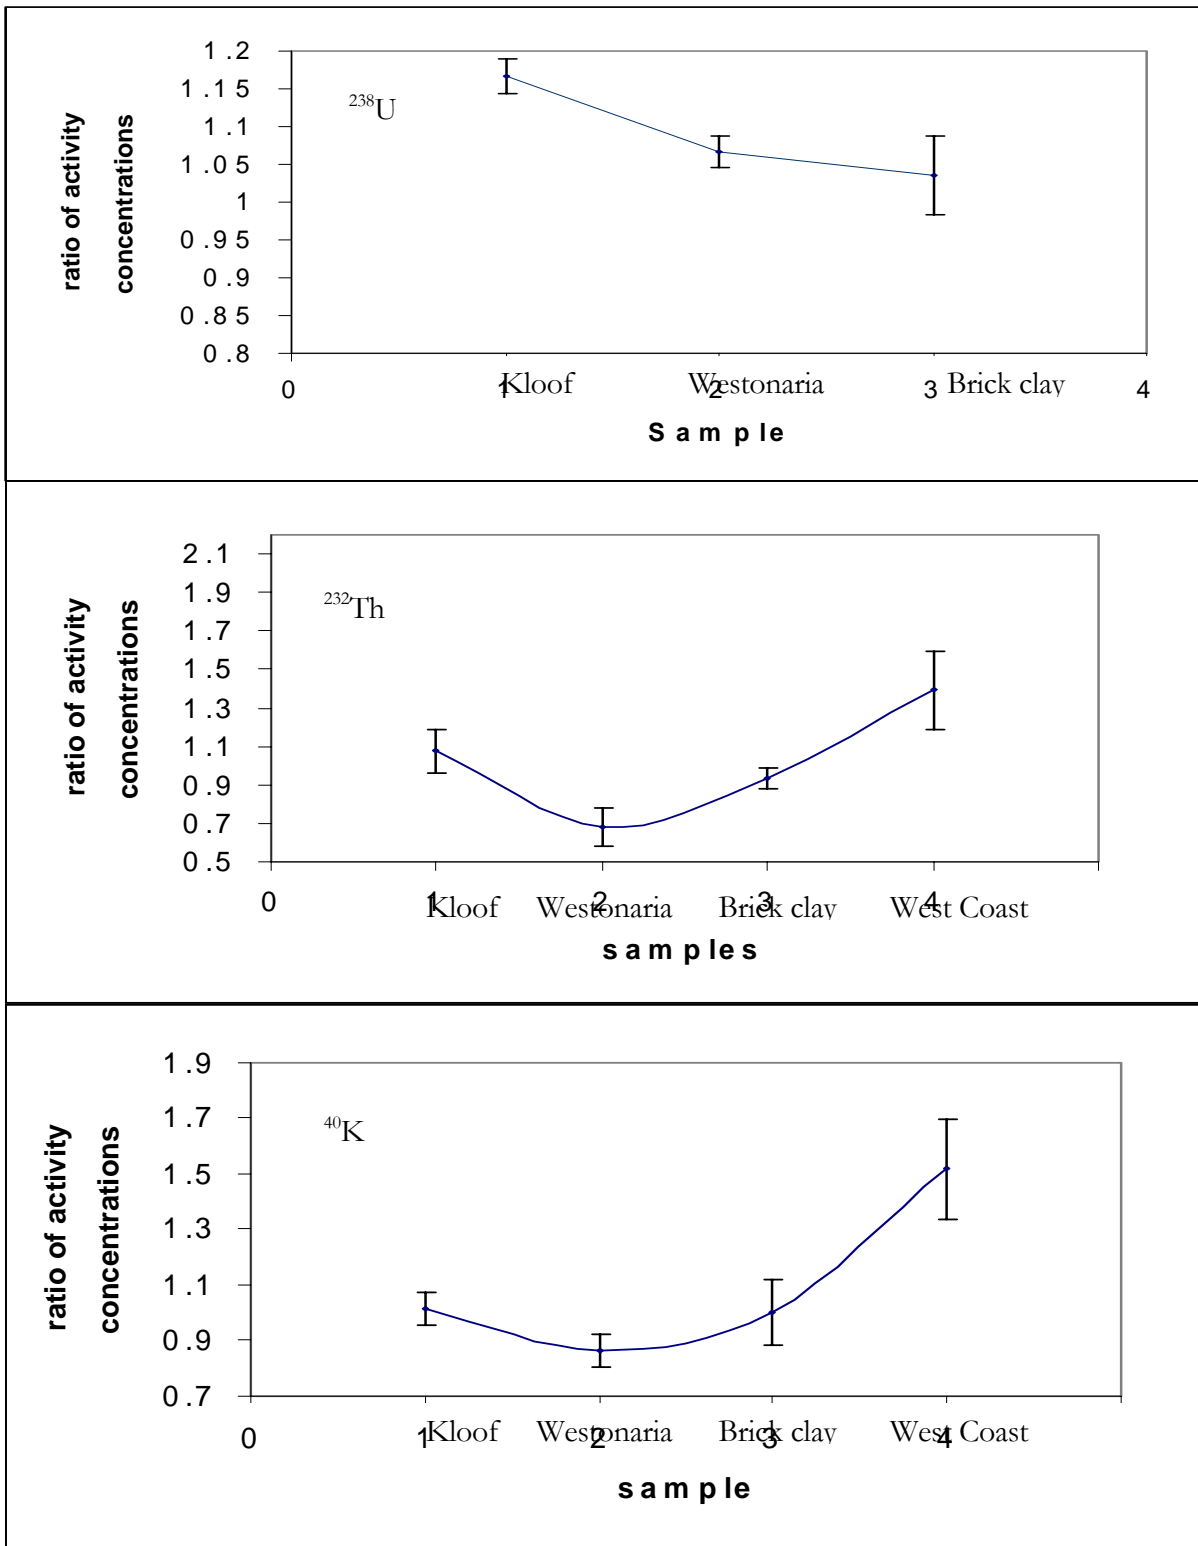 1.2
1.15
1.1
1.05
1
0.95
0.9
0.85
0.8
ratio of activity
concentrations
²³⁸U
0 1 2 3 4
Kloof Westonaria Brick clay
Sample
2.1
1.9
1.7
1.5
1.3
1.1
0.9
0.7
0.5
ratio of activity
concentrations
²³²Th
0 1 2 3 4
Kloof Westonaria Brick clay West Coast
samples
1.9
1.7
1.5
1.3
1.1
0.9
0.7
ratio of activity
concentrations
⁴⁰K
0 1 2 3 4
Kloof Westonaria Brick clay West Coast
sample